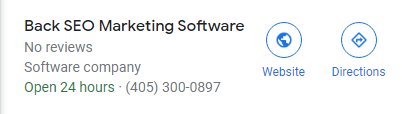 Back SEO Marketing Software
No reviews
Software company
Open 24 hours · (405) 300-0897
Website
Directions